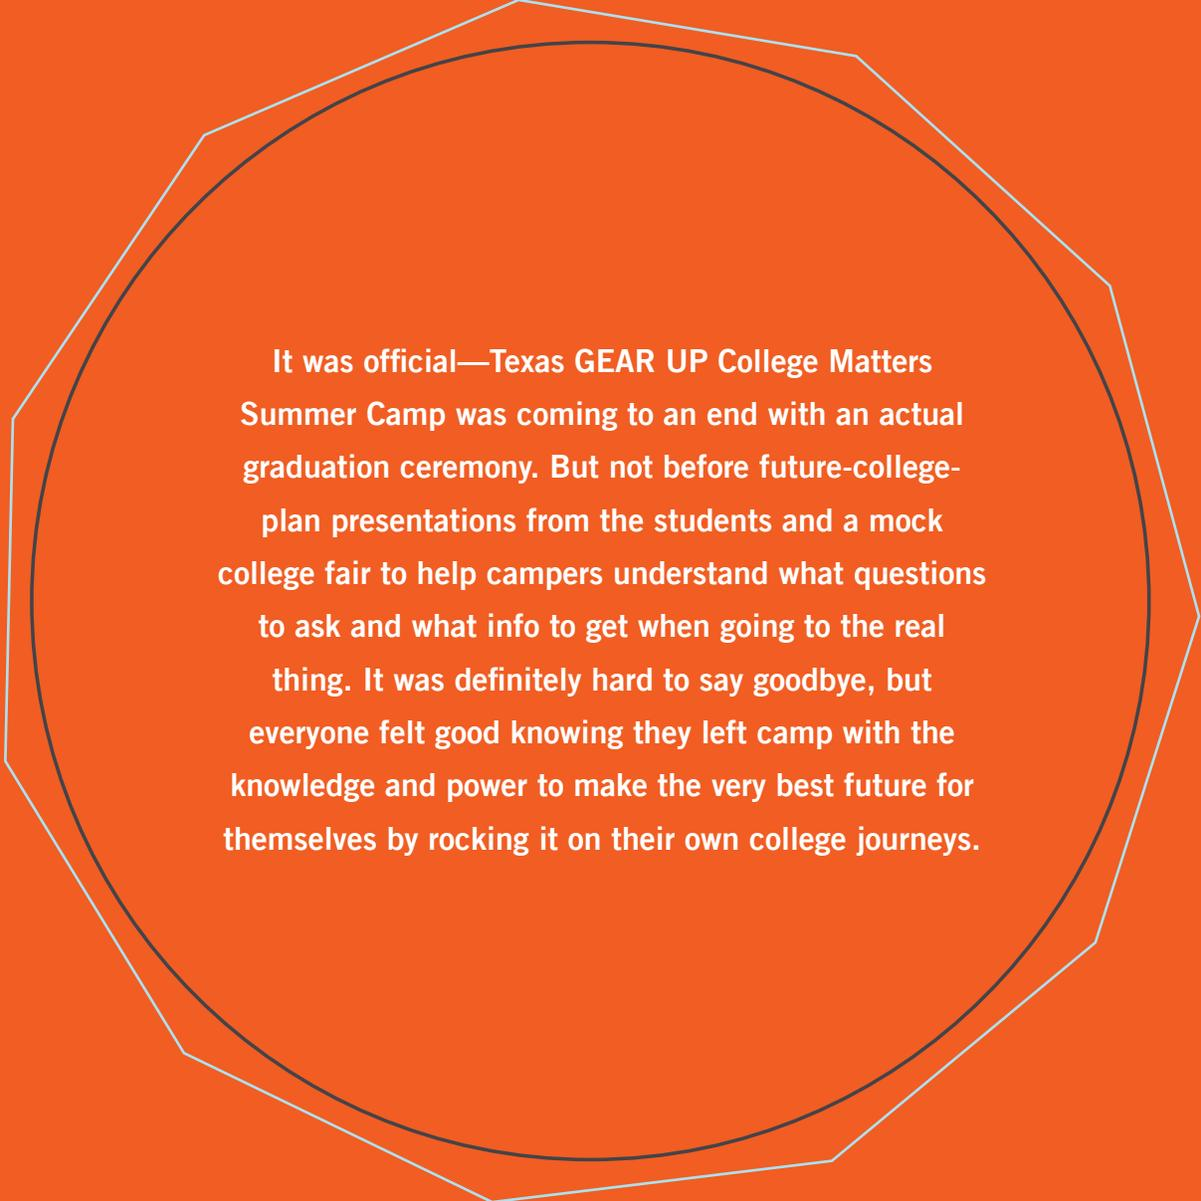 It was official—Texas GEAR UP College Matters
Summer Camp was coming to an end with an actual
graduation ceremony. But not before future-college-
plan presentations from the students and a mock
college fair to help campers understand what questions
to ask and what info to get when going to the real
thing. It was definitely hard to say goodbye, but
everyone felt good knowing they left camp with the
knowledge and power to make the very best future for
themselves by rocking it on their own college journeys.